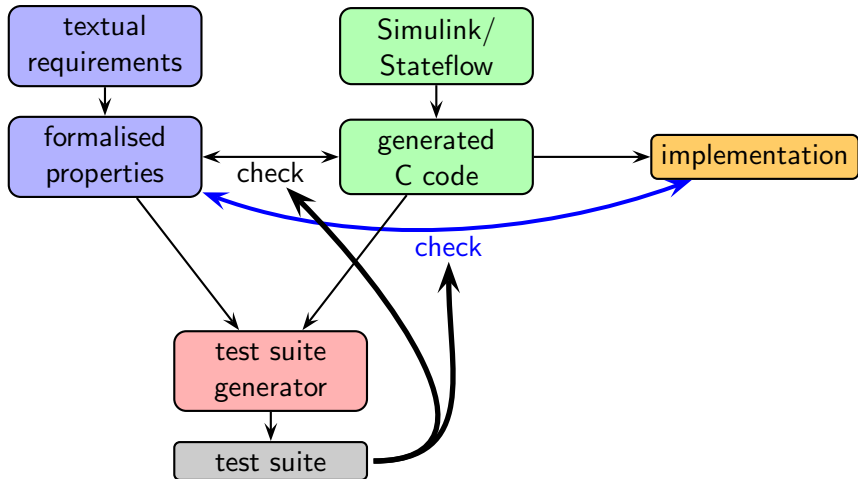 textual
requirements
Simulink/
Stateflow
formalised
properties
check
generated
C code
implementation
check
test suite
generator
test suite